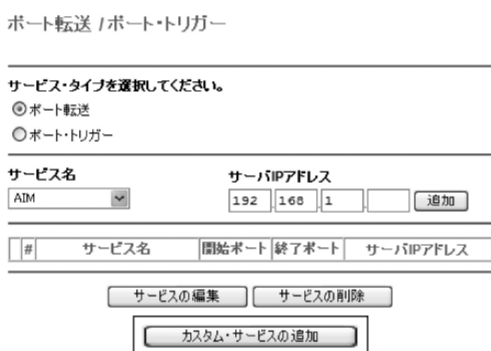 ポート転送 / ポート・トリガー
サービス・タイプを選択してください。
ポート転送
ポート・トリガー
サービス名 サーバIPアドレス
AIM 192 168 1 追加
# サービス名 開始ポート 終了ポート サーバIPアドレス
サービスの編集 サービスの削除
カスタム・サービスの追加